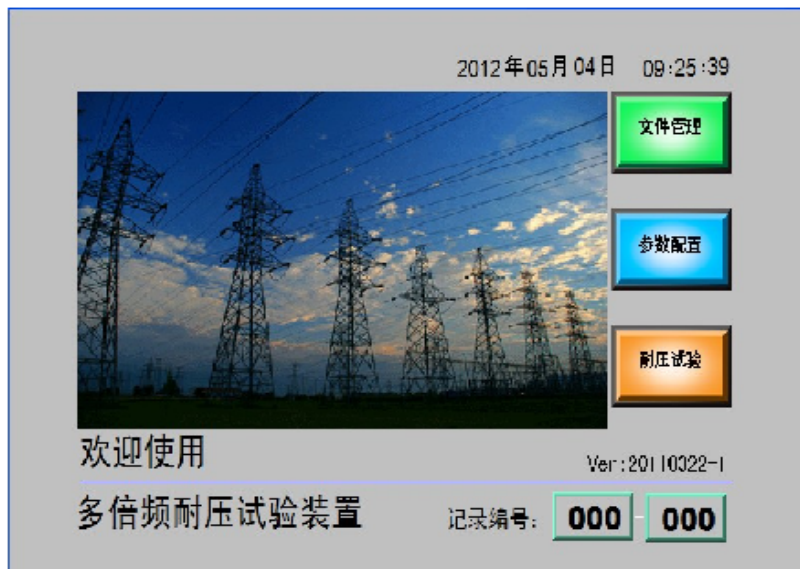 2012年05月04日 09:25:39
文件管理
参数配置
耐压试验
欢迎使用
Ver:20110322-1
多倍频耐压试验装置
记录编号: 000 - 000